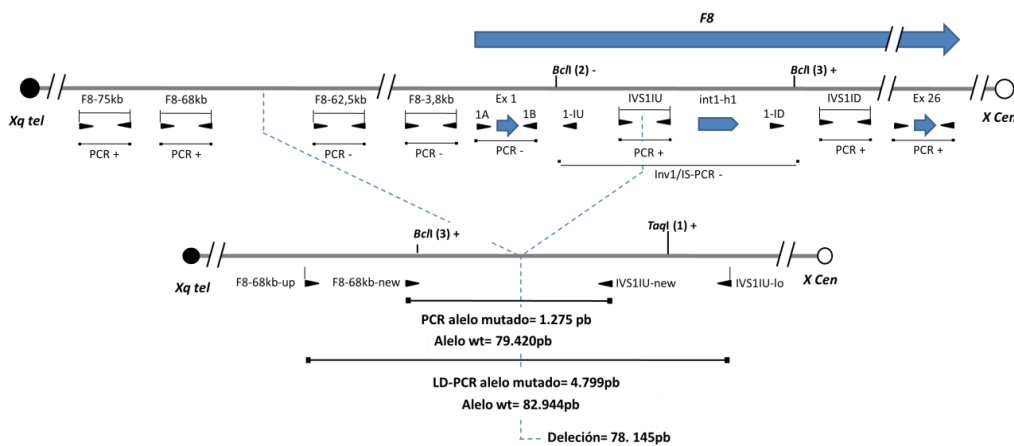 F8
BclI (2) -
BclI (3) +
F8-75kb
F8-68kb
F8-62,5kb
F8-3,8kb
Ex 1
IVS1IU
int1-h1
IVS1ID
Ex 26
1A
1B
1-IU
1-ID
Xq tel
X Cen
PCR +
PCR +
PCR -
PCR -
PCR -
PCR +
PCR +
PCR +
Inv1/IS-PCR -
BclI (3) +
TaqI (1) +
Xq tel
X Cen
F8-68kb-up
F8-68kb-new
IVS1IU-new
IVS1IU-lo
PCR alelo mutado= 1.275 pb
Alelo wt= 79.420pb
LD-PCR alelo mutado= 4.799pb
Alelo wt= 82.944pb
Deleción= 78. 145pb